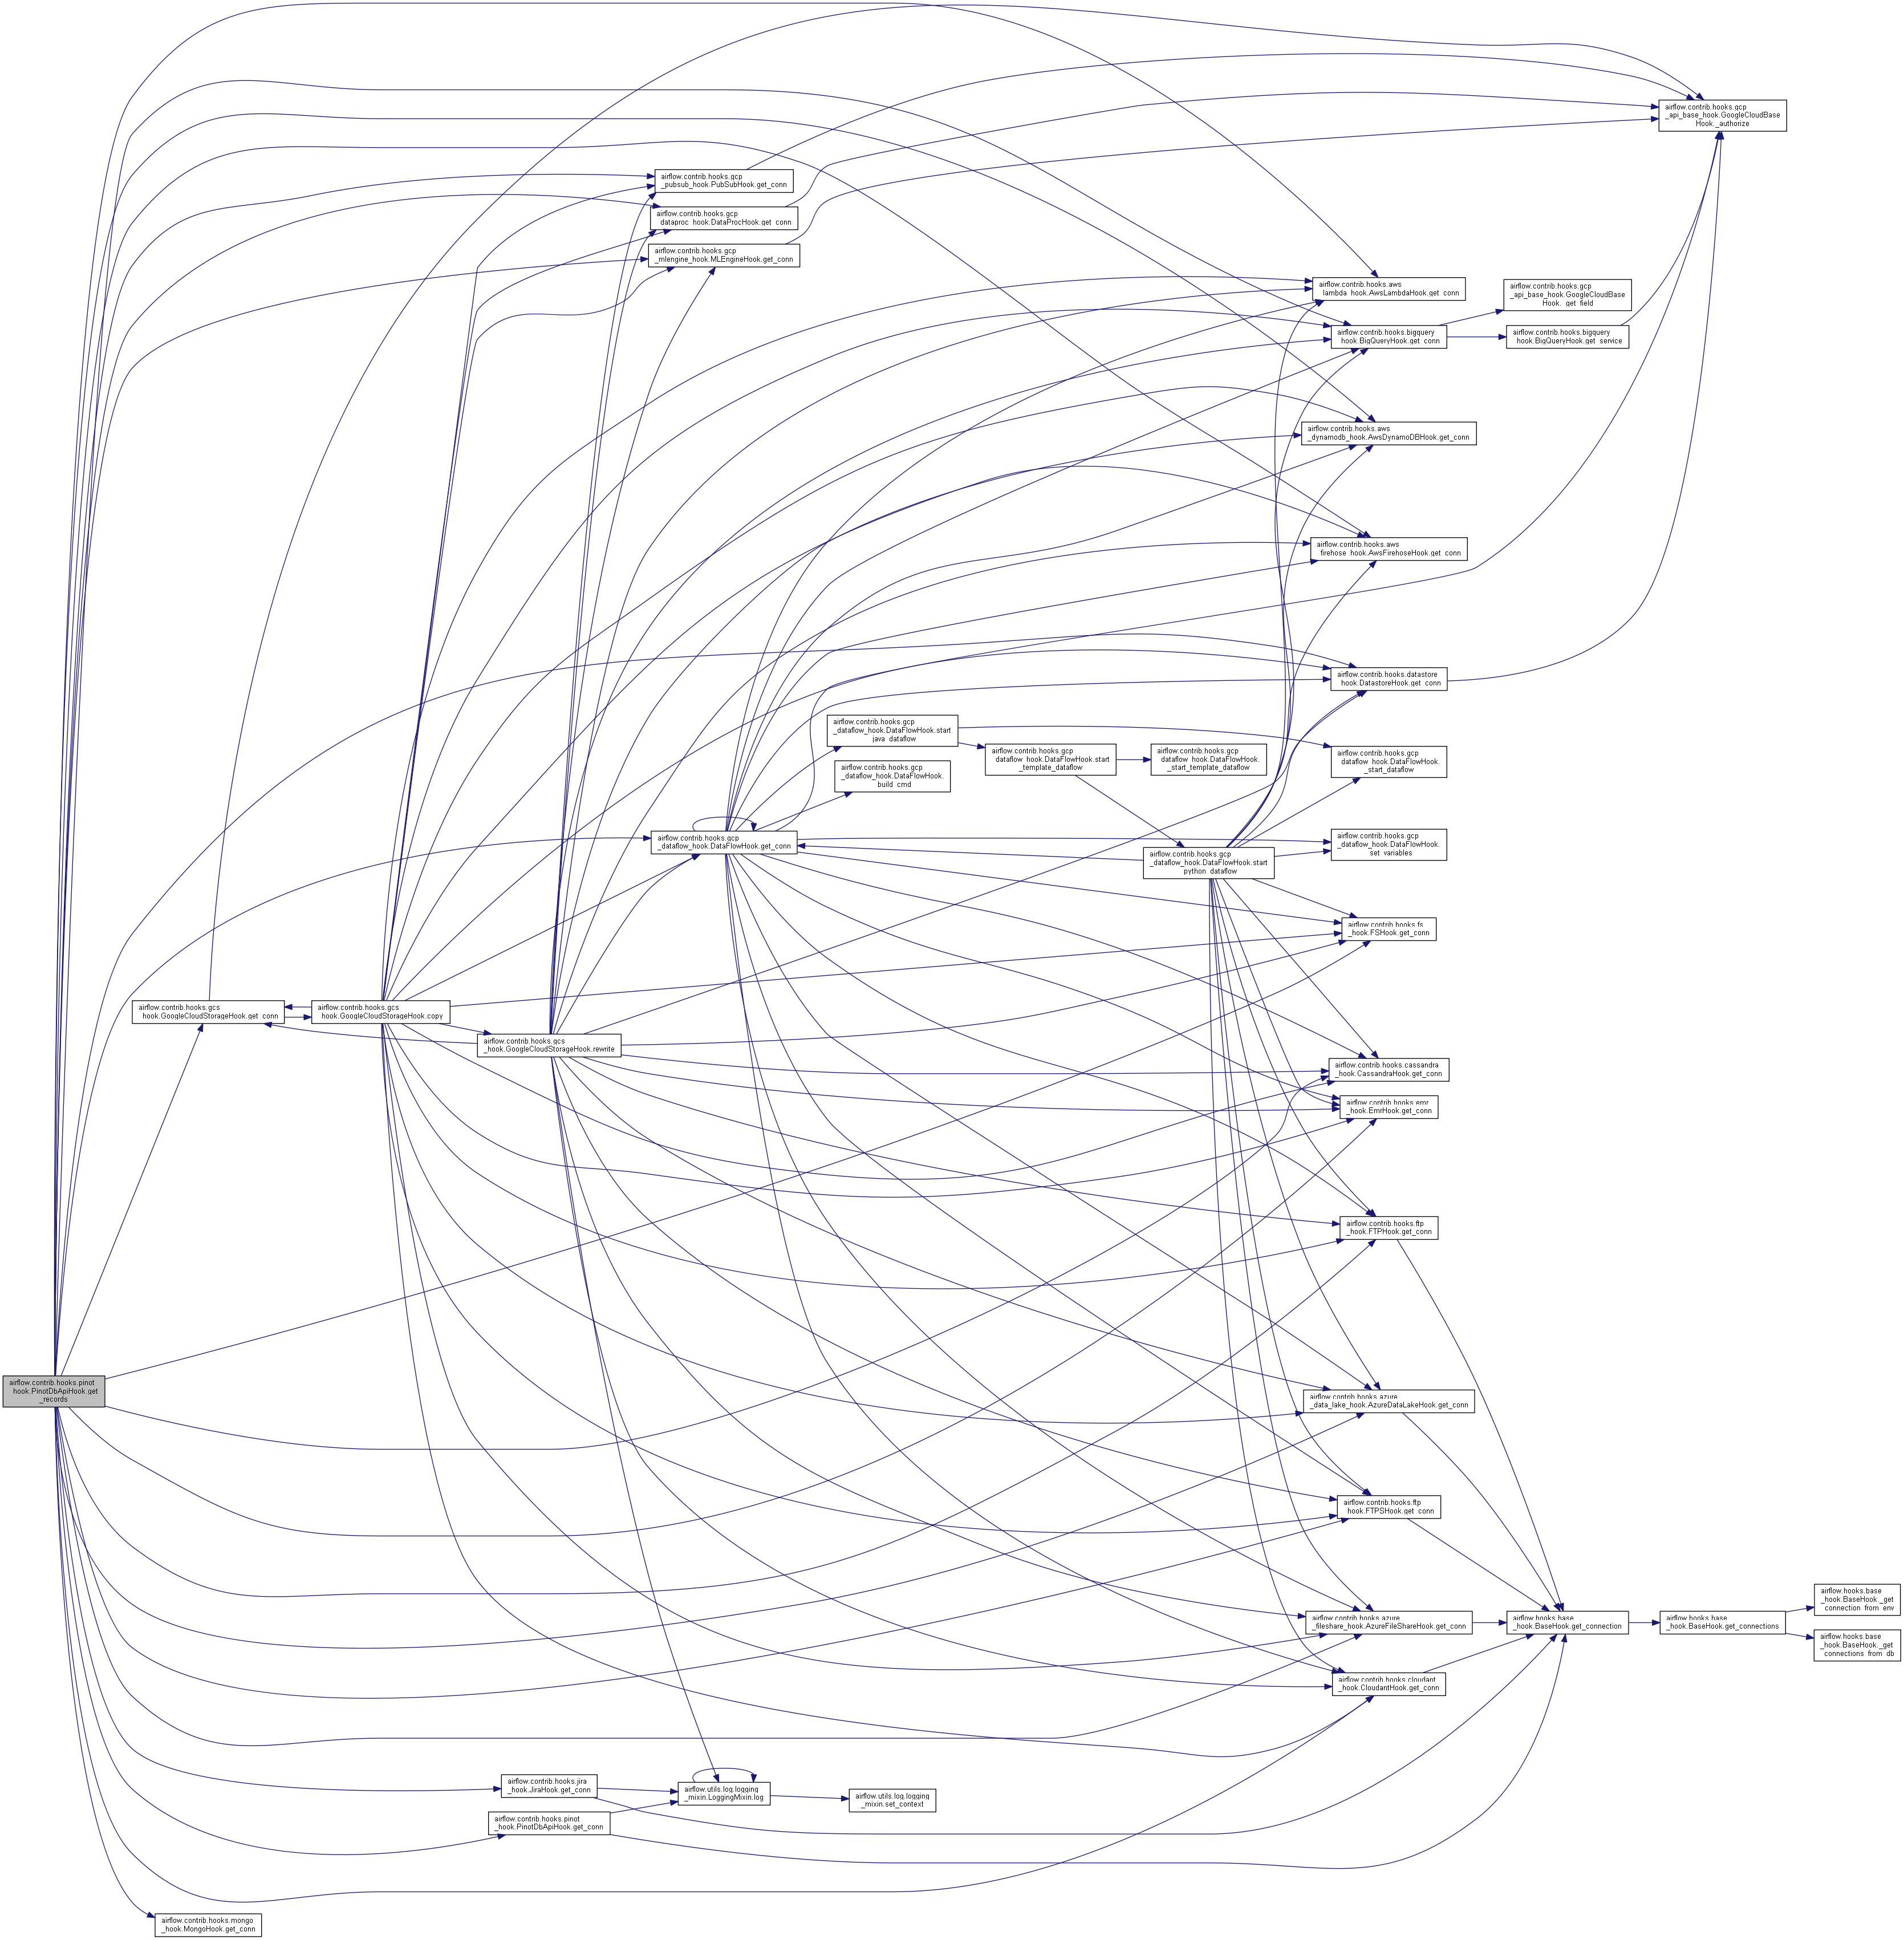 airflow.contrib.hooks.gcp
_api_base_hook.GoogleCloudBase
Hook._authorize
airflow.contrib.hooks.gcp
_pubsub_hook.PubSubHook.get_conn
airflow.contrib.hooks.gcp
_dataproc_hook.DataProcHook.get_conn
airflow.contrib.hooks.gcp
_mlengine_hook.MLEngineHook.get_conn
airflow.contrib.hooks.aws
_lambda_hook.AwsLambdaHook.get_conn
airflow.contrib.hooks.gcp
_api_base_hook.GoogleCloudBase
Hook._get_field
airflow.contrib.hooks.bigquery
_hook.BigQueryHook.get_conn
airflow.contrib.hooks.bigquery
_hook.BigQueryHook.get_service
airflow.contrib.hooks.aws
_dynamodb_hook.AwsDynamoDBHook.get_conn
airflow.contrib.hooks.aws
_firehose_hook.AwsFirehoseHook.get_conn
airflow.contrib.hooks.datastore
_hook.DatastoreHook.get_conn
airflow.contrib.hooks.gcp
_dataflow_hook.DataFlowHook.start
_java_dataflow
airflow.contrib.hooks.gcp
_dataflow_hook.DataFlowHook.start
_template_dataflow
airflow.contrib.hooks.gcp
_dataflow_hook.DataFlowHook.
_start_template_dataflow
airflow.contrib.hooks.gcp
_dataflow_hook.DataFlowHook.
_start_dataflow
airflow.contrib.hooks.gcp
_dataflow_hook.DataFlowHook.
_build_cmd
airflow.contrib.hooks.gcp
_dataflow_hook.DataFlowHook.get_conn
airflow.contrib.hooks.gcp
_dataflow_hook.DataFlowHook.
_set_variables
airflow.contrib.hooks.gcp
_dataflow_hook.DataFlowHook.start
_python_dataflow
airflow.contrib.hooks.fs
_hook.FSHook.get_conn
airflow.contrib.hooks.gcs
_hook.GoogleCloudStorageHook.get_conn
airflow.contrib.hooks.gcs
_hook.GoogleCloudStorageHook.copy
airflow.contrib.hooks.gcs
_hook.GoogleCloudStorageHook.rewrite
airflow.contrib.hooks.cassandra
_hook.CassandraHook.get_conn
airflow.contrib.hooks.emr
_hook.EmrHook.get_conn
airflow.contrib.hooks.ftp
_hook.FTPHook.get_conn
airflow.contrib.hooks.pinot
_hook.PinotDbApiHook.get
_records
airflow.contrib.hooks.azure
_data_lake_hook.AzureDataLakeHook.get_conn
airflow.contrib.hooks.ftp
_hook.FTPSHook.get_conn
airflow.contrib.hooks.azure
_fileshare_hook.AzureFileShareHook.get_conn
airflow.hooks.base
_hook.BaseHook.get_connection
airflow.hooks.base
_hook.BaseHook.get_connections
airflow.hooks.base
_hook.BaseHook._get
_connection_from_env
airflow.hooks.base
_hook.BaseHook._get
_connections_from_db
airflow.contrib.hooks.cloudant
_hook.CloudantHook.get_conn
airflow.contrib.hooks.jira
_hook.JiraHook.get_conn
airflow.utils.log.logging
_mixin.LoggingMixin.log
airflow.utils.log.logging
_mixin.set_context
airflow.contrib.hooks.pinot
_hook.PinotDbApiHook.get_conn
airflow.contrib.hooks.mongo
_hook.MongoHook.get_conn